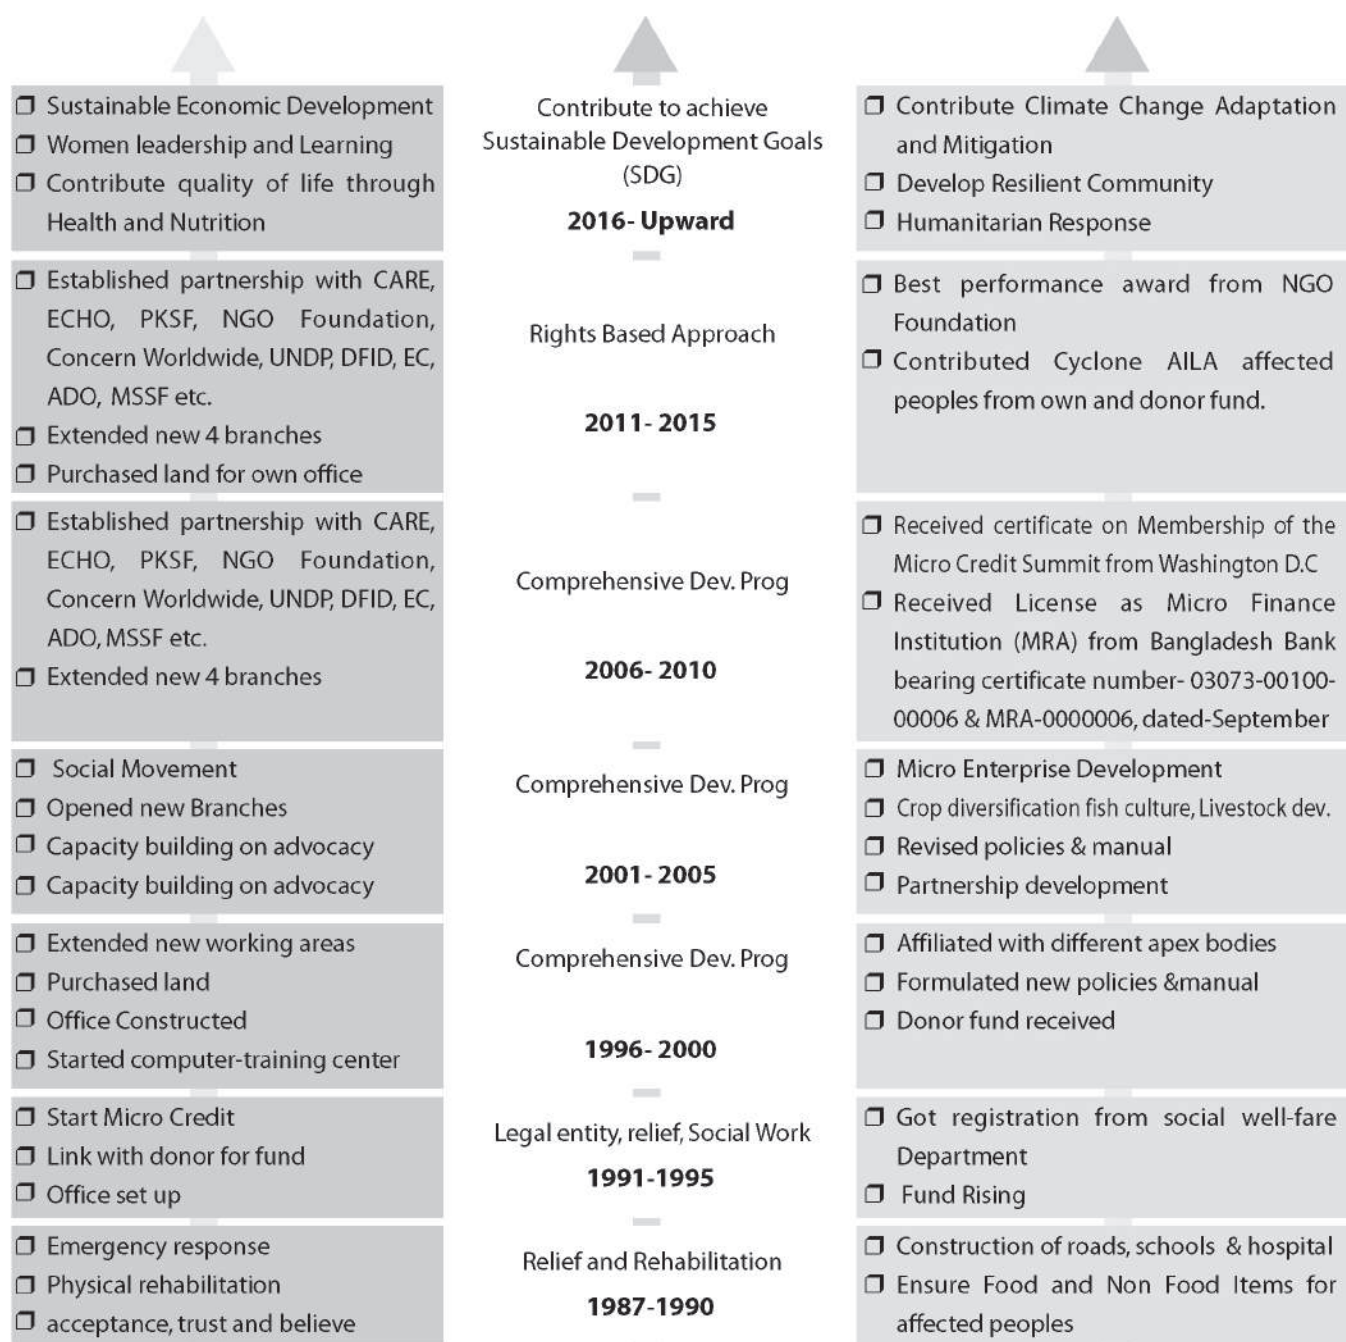 ❐ Sustainable Economic Development
❐ Women leadership and Learning
❐ Contribute quality of life through
Health and Nutrition
Contribute to achieve
Sustainable Development Goals
(SDG)
2016- Upward
❐ Contribute Climate Change Adaptation
and Mitigation
❐ Develop Resilient Community
❐ Humanitarian Response
❐ Established partnership with CARE,
ECHO, PKSF, NGO Foundation,
Concern Worldwide, UNDP, DFID, EC,
ADO, MSSF etc.
❐ Extended new 4 branches
❐ Purchased land for own office
Rights Based Approach
2011- 2015
❐ Best performance award from NGO
Foundation
❐ Contributed Cyclone AILA affected
peoples from own and donor fund.
❐ Established partnership with CARE,
ECHO, PKSF, NGO Foundation,
Concern Worldwide, UNDP, DFID, EC,
ADO, MSSF etc.
❐ Extended new 4 branches
Comprehensive Dev. Prog
2006- 2010
❐ Received certificate on Membership of the
Micro Credit Summit from Washington D.C
❐ Received License as Micro Finance
Institution (MRA) from Bangladesh Bank
bearing certificate number- 03073-00100-
00006 & MRA-0000006, dated-September
❐ Social Movement
❐ Opened new Branches
❐ Capacity building on advocacy
❐ Capacity building on advocacy
Comprehensive Dev. Prog
2001- 2005
❐ Micro Enterprise Development
❐ Crop diversification fish culture, Livestock dev.
❐ Revised policies & manual
❐ Partnership development
❐ Extended new working areas
❐ Purchased land
❐ Office Constructed
❐ Started computer-training center
Comprehensive Dev. Prog
1996- 2000
❐ Affiliated with different apex bodies
❐ Formulated new policies &manual
❐ Donor fund received
❐ Start Micro Credit
❐ Link with donor for fund
❐ Office set up
Legal entity, relief, Social Work
1991-1995
❐ Got registration from social well-fare
Department
❐ Fund Rising
❐ Emergency response
❐ Physical rehabilitation
❐ acceptance, trust and believe
Relief and Rehabilitation
1987-1990
❐ Construction of roads, schools & hospital
❐ Ensure Food and Non Food Items for
affected peoples